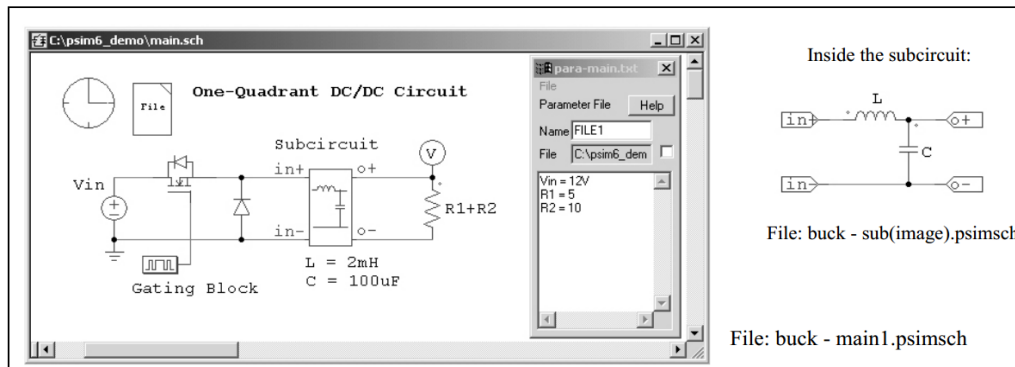 C:\psim6_demo\main.sch
File
One-Quadrant DC/DC Circuit
Subcircuit
Vin
in+
o+
V
in-
o-
R1+R2
L = 2mH
C = 100uF
Gating Block
para-main.txt
File
Parameter File
Help
Name
FILE1
File
C:\psim6_dem
Vin = 12V
R1 = 5
R2 = 10
Inside the subcircuit:
L
in+
o+
C
in-
o-
File: buck - sub(image).psimsch
File: buck - main1.psimsch